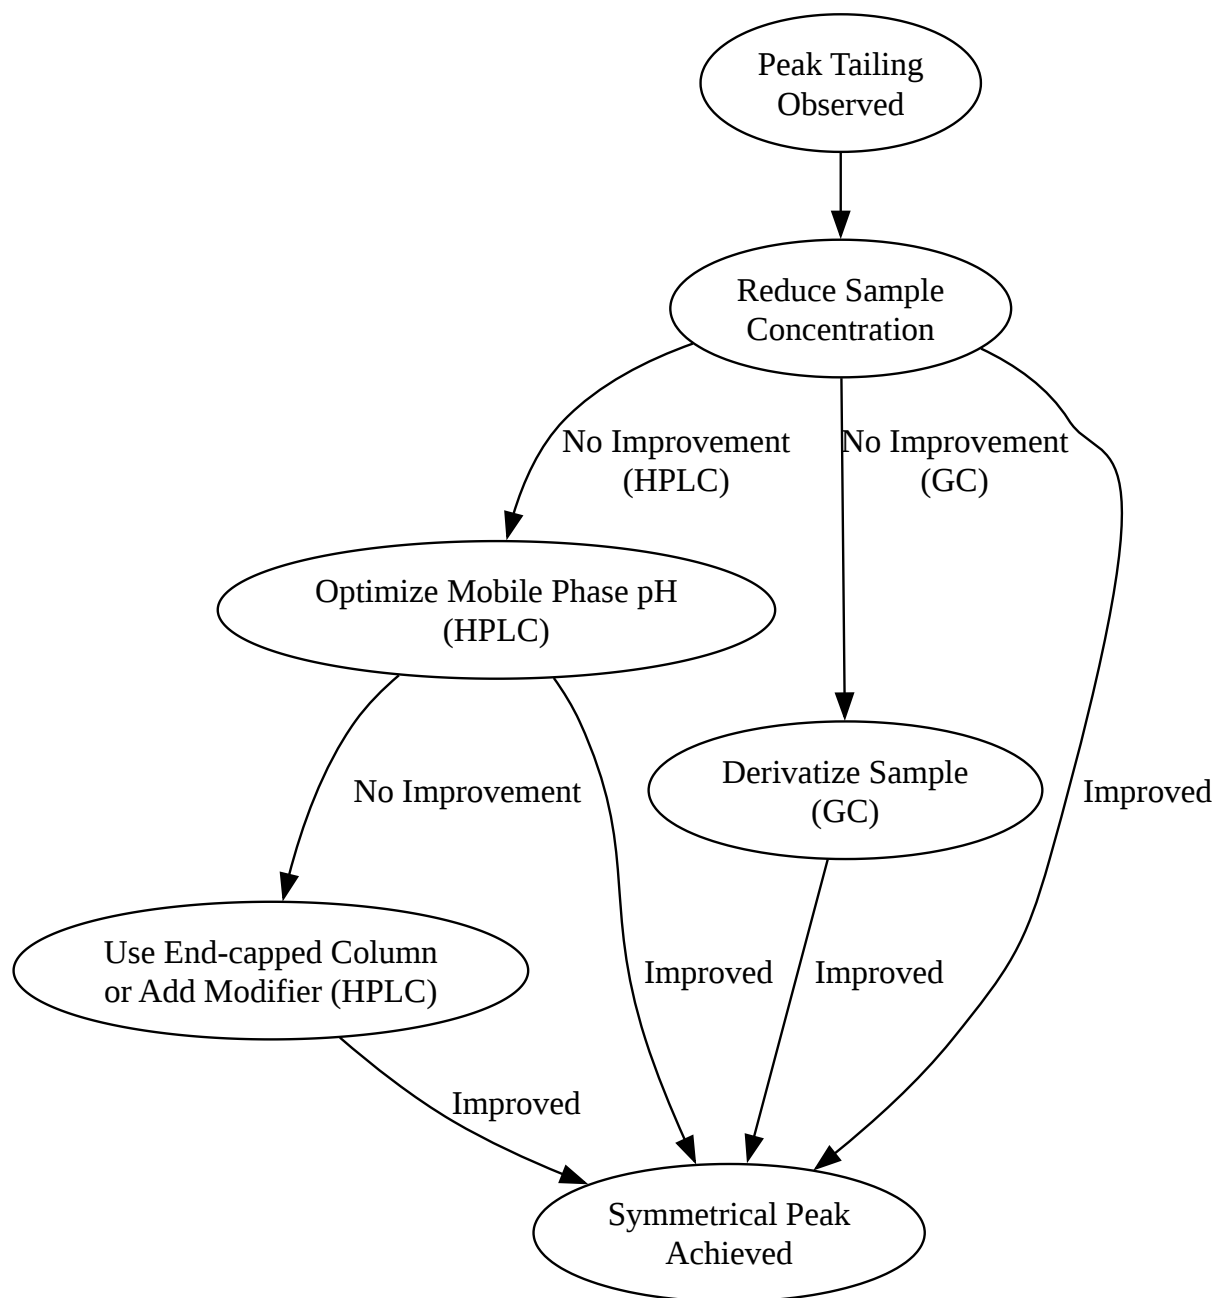 Peak Tailing
Observed
Reduce Sample
Concentration
No Improvement
(HPLC)
No Improvement
(GC)
Optimize Mobile Phase pH
(HPLC)
Derivatize Sample
(GC)
No Improvement
Improved
Use End-capped Column
or Add Modifier (HPLC)
Improved
Improved
Improved
Symmetrical Peak
Achieved